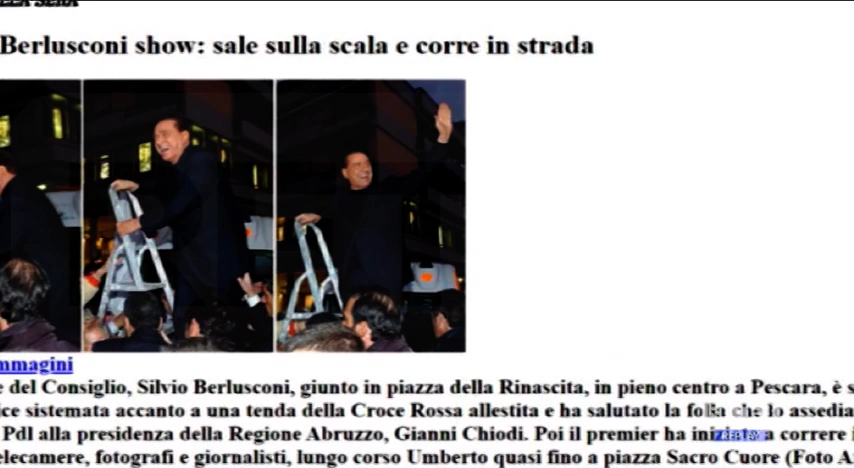 Berlusconi show: sale sulla scala e corre in strada
mmagini
e del Consiglio, Silvio Berlusconi, giunto in piazza della Rinascita, in pieno centro a Pescara, è s
ice sistemata accanto a una tenda della Croce Rossa allestita e ha salutato la folla che lo assedia
Pdl alla presidenza della Regione Abruzzo, Gianni Chiodi. Poi il premier ha iniziato a correre i
elecamere, fotografi e giornalisti, lungo corso Umberto quasi fino a piazza Sacro Cuore (Foto A